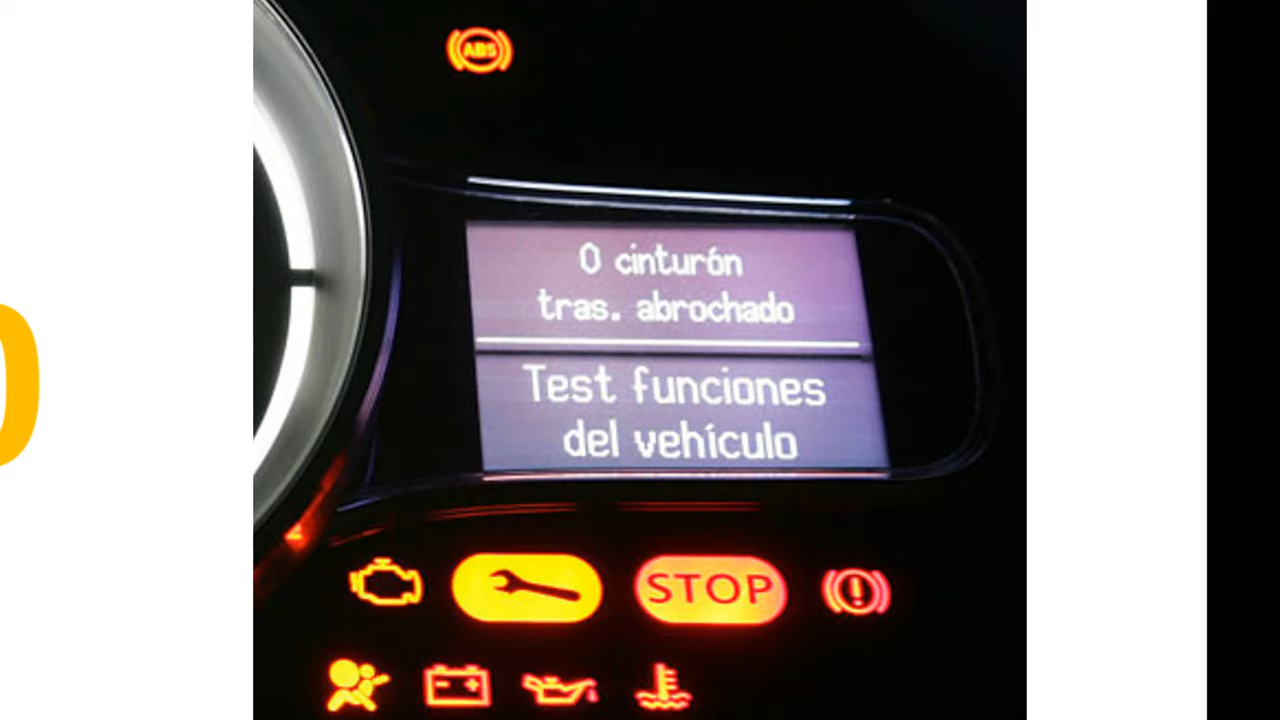 ABS
0 cinturón
tras. abrochado
Test funciones
del vehículo
STOP